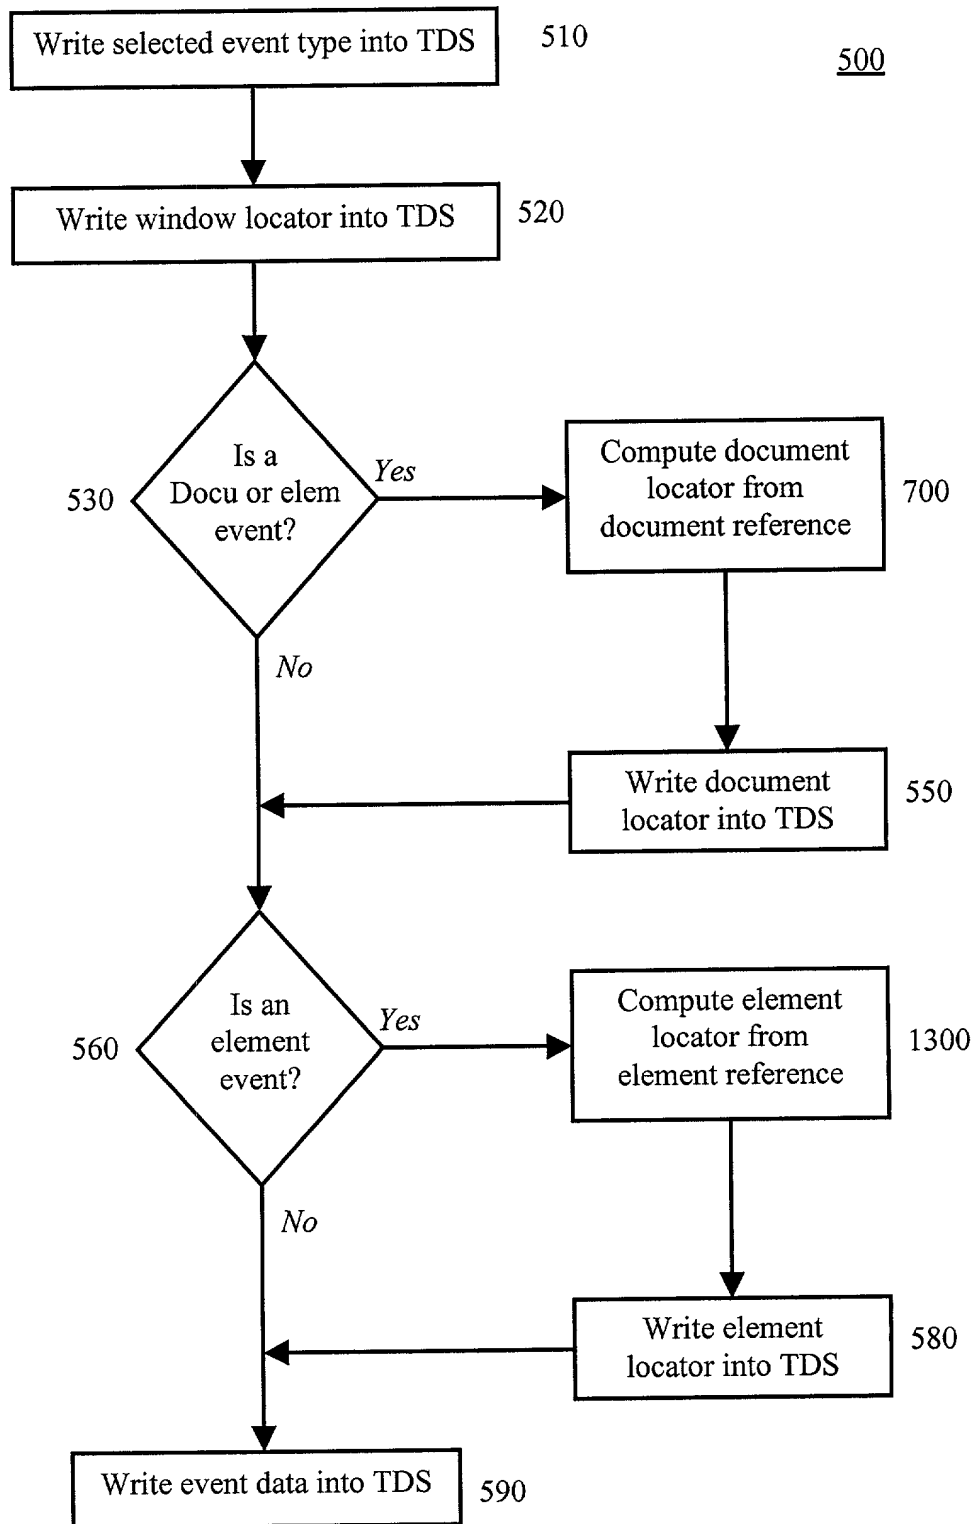 Write selected event type into TDS
510
500
Write window locator into TDS
520
Is a
Docu or elem
event?
530
Yes
Compute document
locator from
document reference
700
No
Write document
locator into TDS
550
Is an
element
event?
560
Yes
Compute element
locator from
element reference
1300
No
Write element
locator into TDS
580
Write event data into TDS
590